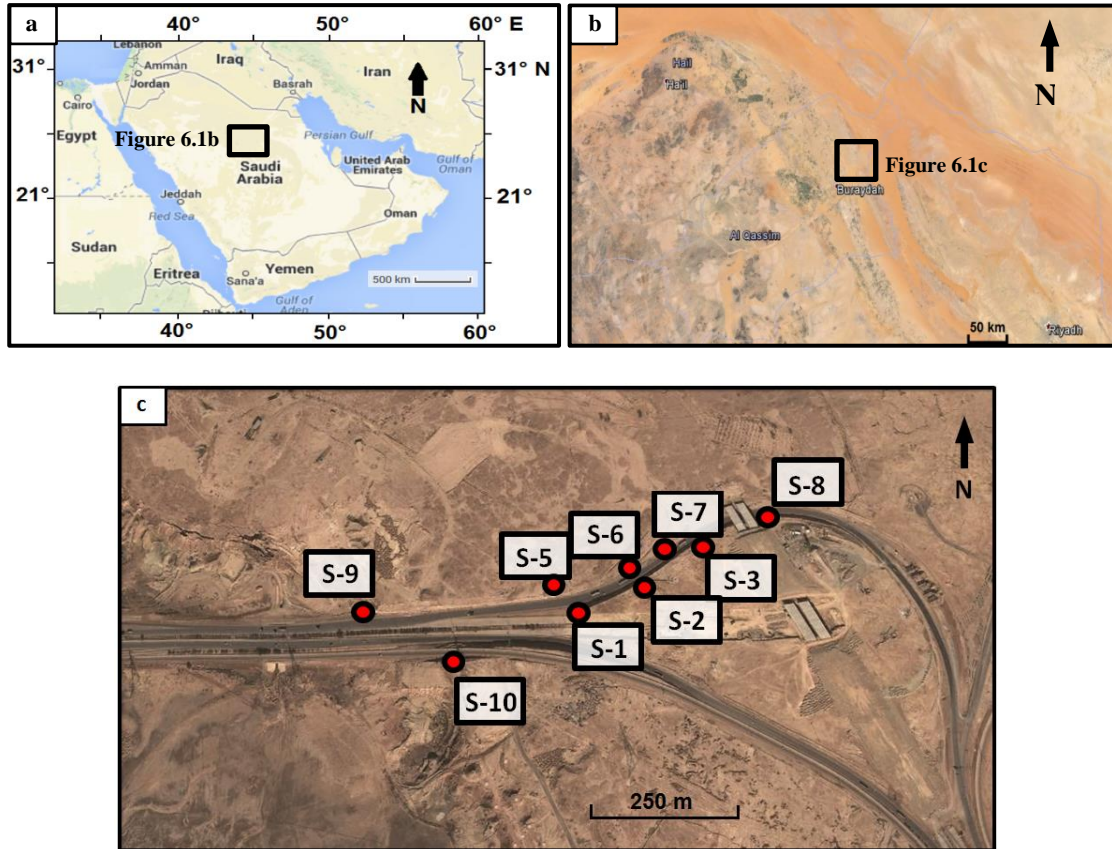 a
40° 50° 60° E
31°
31° N
Lebanon
Amman
Jordan
Iraq
Iran
Basrah
Cairo
Egypt
Figure 6.1b
Persian Gulf
Saudi
Arabia
United Arab
Emirates
Gulf of
Oman
21°
21°
Jeddah
Red Sea
Oman
Sudan
Eritrea
Yemen
Sana'a
500 km
Gulf of
Aden
40° 50° 60°
N
b
Hail
Ha'il
N
Figure 6.1c
Buraydah
Al Qassim
50 km
Riyadh
c
N
S-8
S-7
S-6
S-5
S-9
S-3
S-2
S-1
S-10
250 m